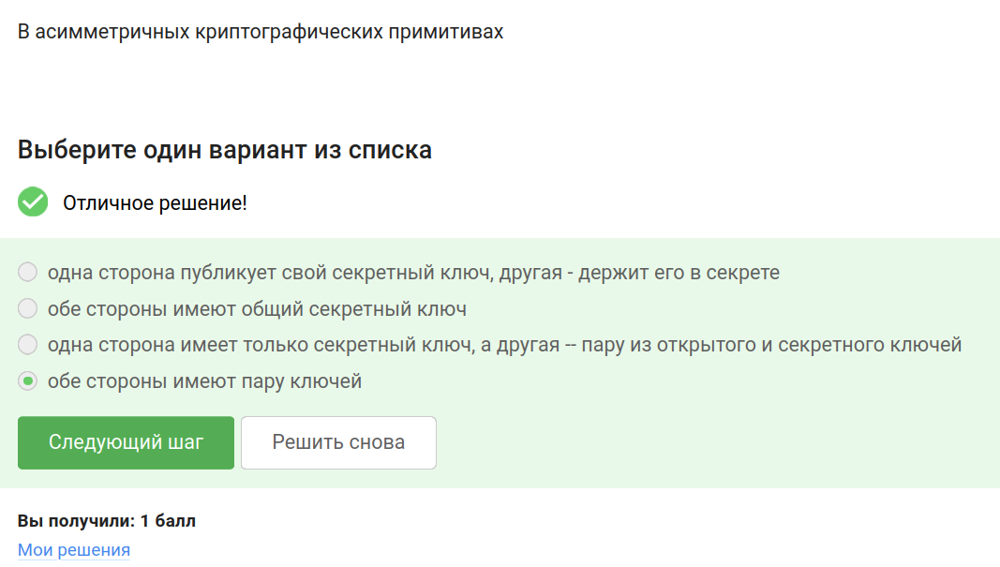 В асимметричных криптографических примитивах
Выберите один вариант из списка
Отличное решение!
одна сторона публикует свой секретный ключ, другая - держит его в секрете
обе стороны имеют общий секретный ключ
одна сторона имеет только секретный ключ, а другая -- пару из открытого и секретного ключей
обе стороны имеют пару ключей
Следующий шаг
Решить снова
Вы получили: 1 балл
Мои решения